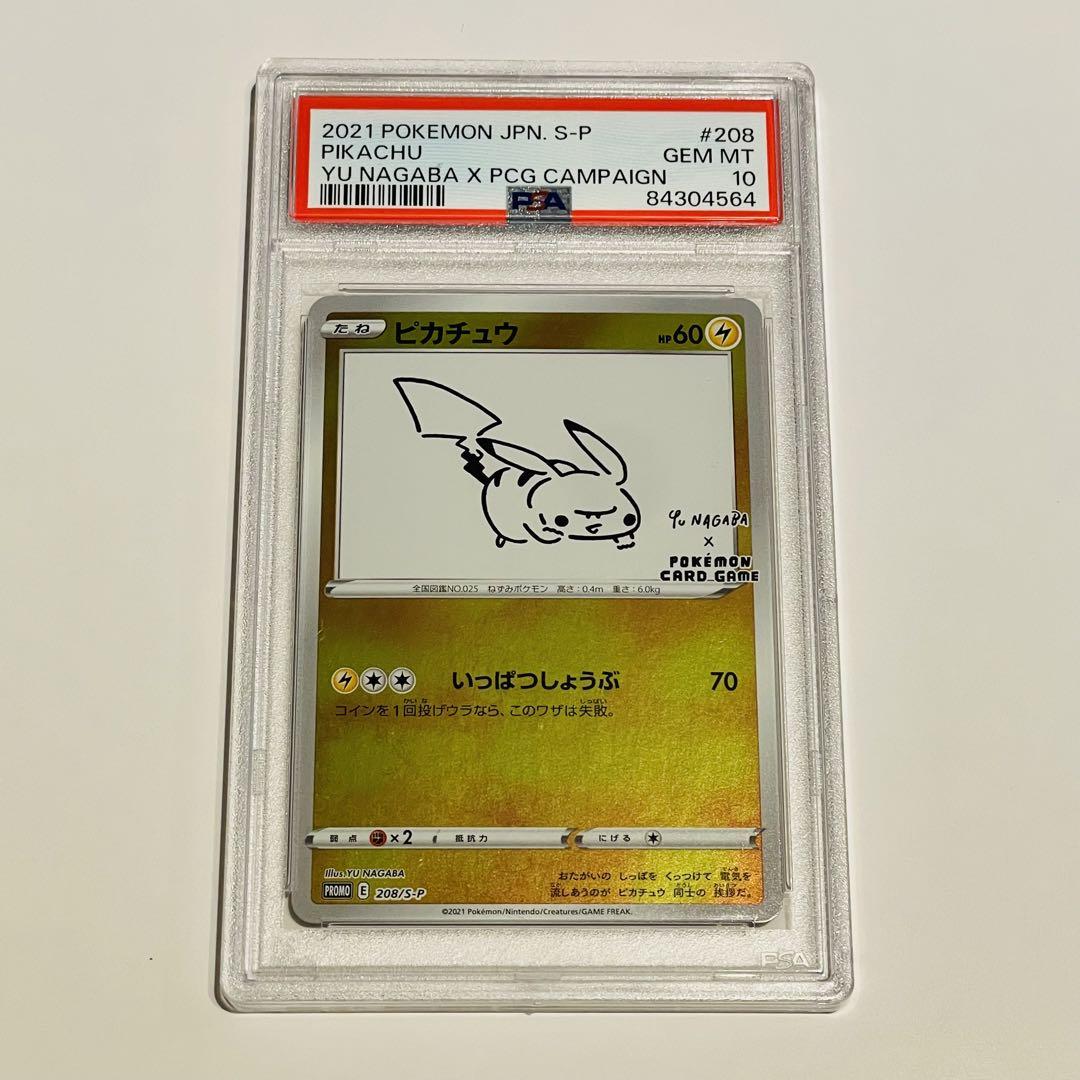 2021 POKEMON JPN. S-P #208
PIKACHU GEM MT
YU NAGABA X PCG CAMPAIGN 10
PSA 84304564
たね ピカチュウ HP60
YU NAGABA
X
POKÉMON
CARD GAME
全国図鑑NO.025 ねずみポケモン 高さ:0.4m 重さ:6.0kg
いっぱつしょうぶ 70
コインを1回投げウラなら、このワザは失敗。
弱点 ×2 抵抗力 にげる
Illus.YU NAGABA
PROMO E 208/S-P
おたがいの しっぽを くっつけて 電気を
流しあうのが ピカチュウ 同士の 挨拶だ。
©2021 Pokémon/Nintendo/Creatures/GAME FREAK.
PSA